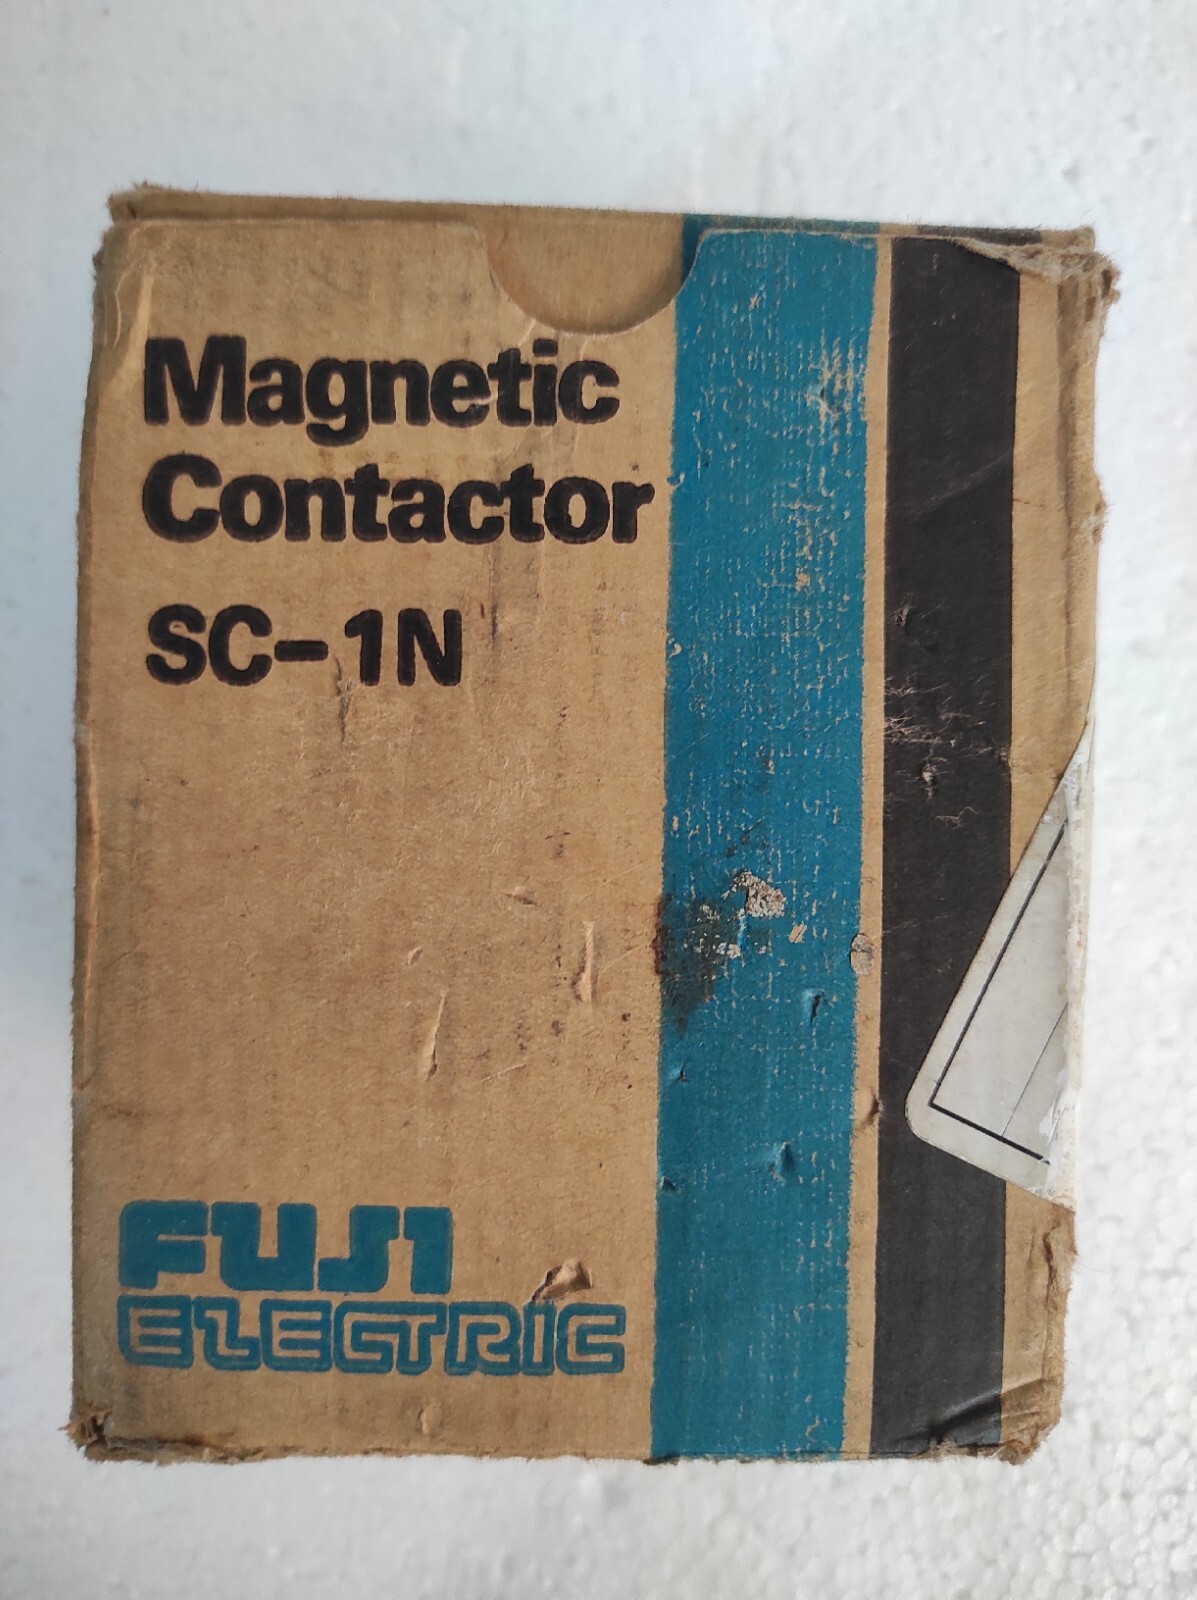 Magnetic
Contactor
SC-1N
FUJI
ELECTRIC